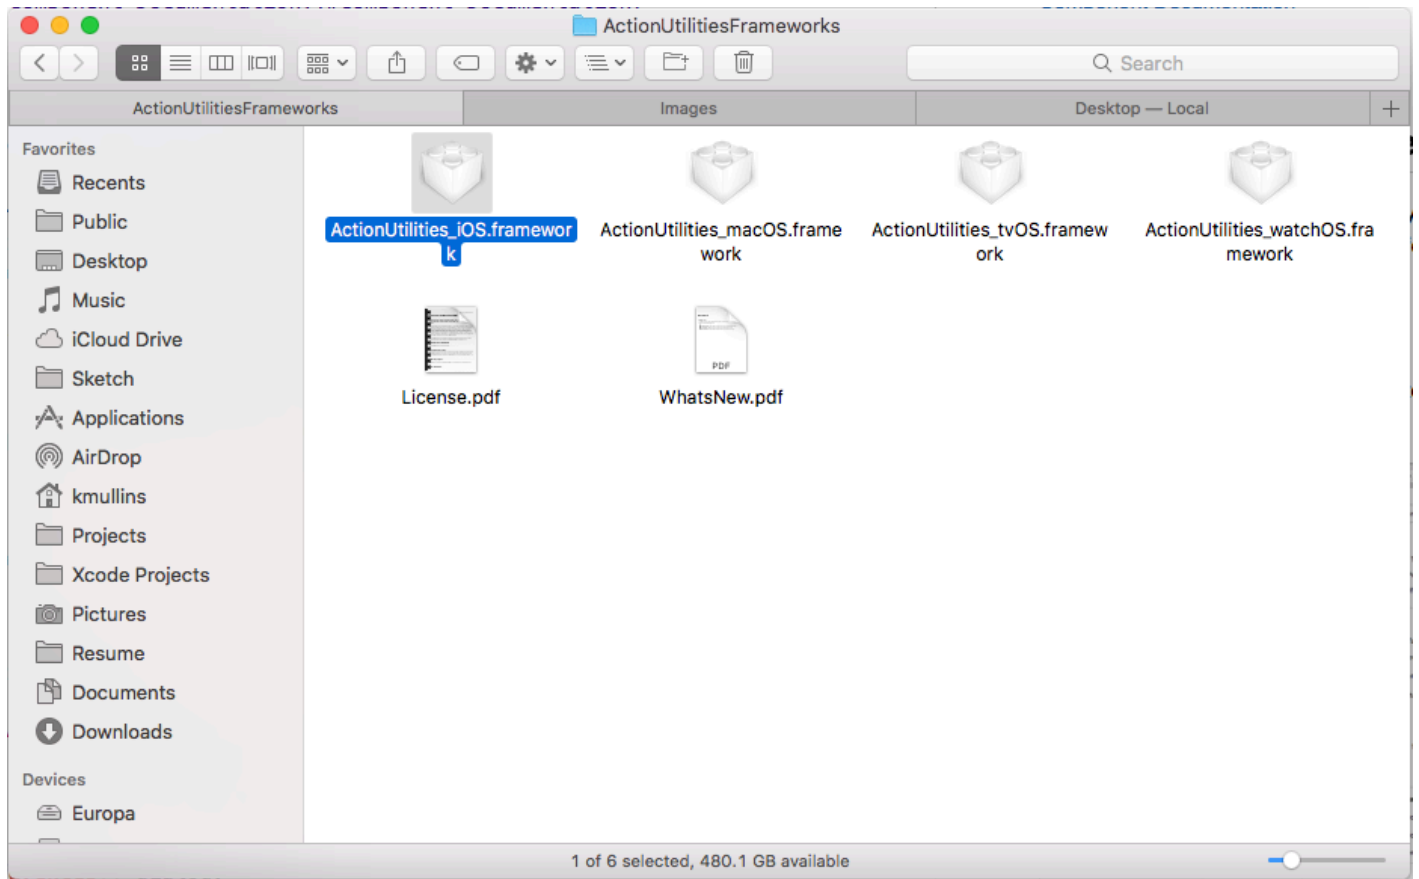 ActionUtilitiesFrameworks
Search
ActionUtilitiesFrameworks
Images
Desktop — Local
Favorites
Recents
Public
Desktop
Music
iCloud Drive
Sketch
Applications
AirDrop
kmullins
Projects
Xcode Projects
Pictures
Resume
Documents
Downloads
Devices
Europa
ActionUtilities_iOS.framewor
k
ActionUtilities_macOS.frame
work
ActionUtilities_tvOS.framew
ork
ActionUtilities_watchOS.fra
mework
License.pdf
PDF
WhatsNew.pdf
1 of 6 selected, 480.1 GB available